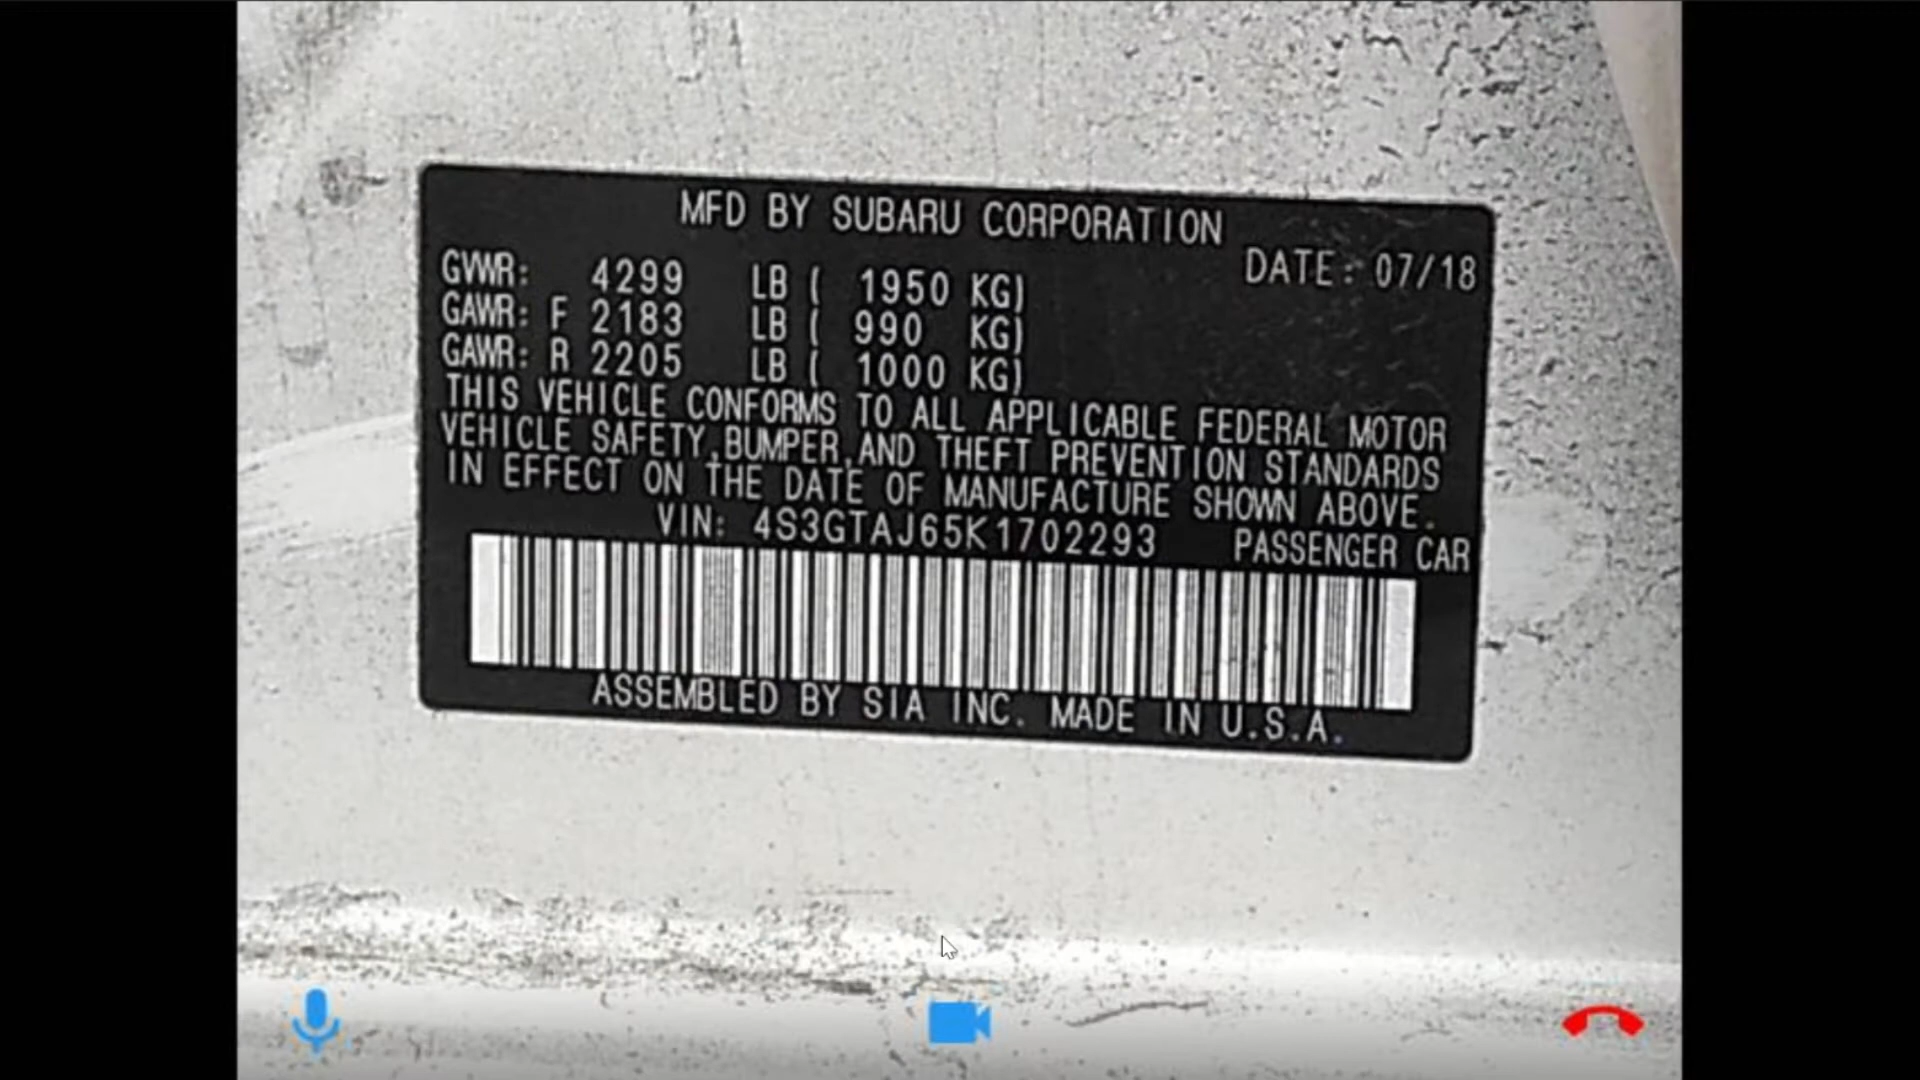 MFD BY SUBARU CORPORATION
DATE: 07/18
GVWR: 4299 LB ( 1950 KG)
GAWR: F 2183 LB ( 990 KG)
GAWR: R 2205 LB ( 1000 KG)
THIS VEHICLE CONFORMS TO ALL APPLICABLE FEDERAL MOTOR
VEHICLE SAFETY,BUMPER,AND THEFT PREVENTION STANDARDS
IN EFFECT ON THE DATE OF MANUFACTURE SHOWN ABOVE.
VIN: 4S3GTAJ65K1702293 PASSENGER CAR
ASSEMBLED BY SIA INC. MADE IN U.S.A.